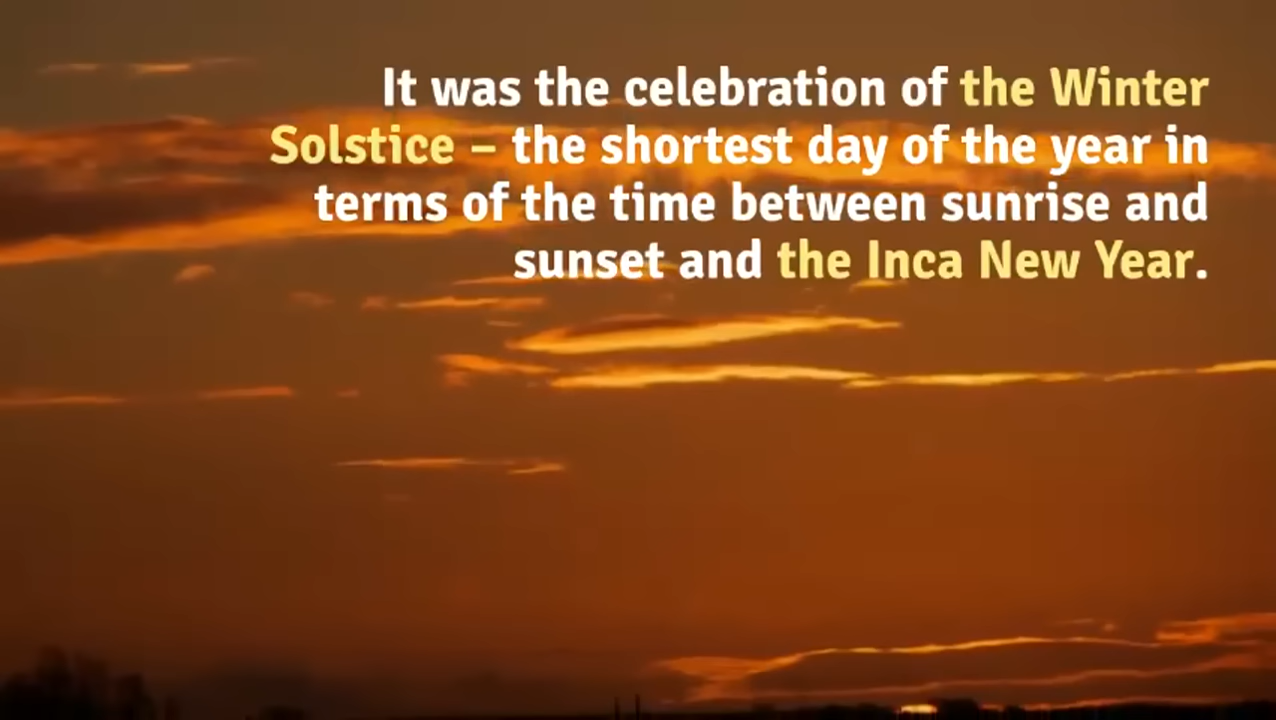 It was the celebration of the Winter
Solstice – the shortest day of the year in
terms of the time between sunrise and
sunset and the Inca New Year.